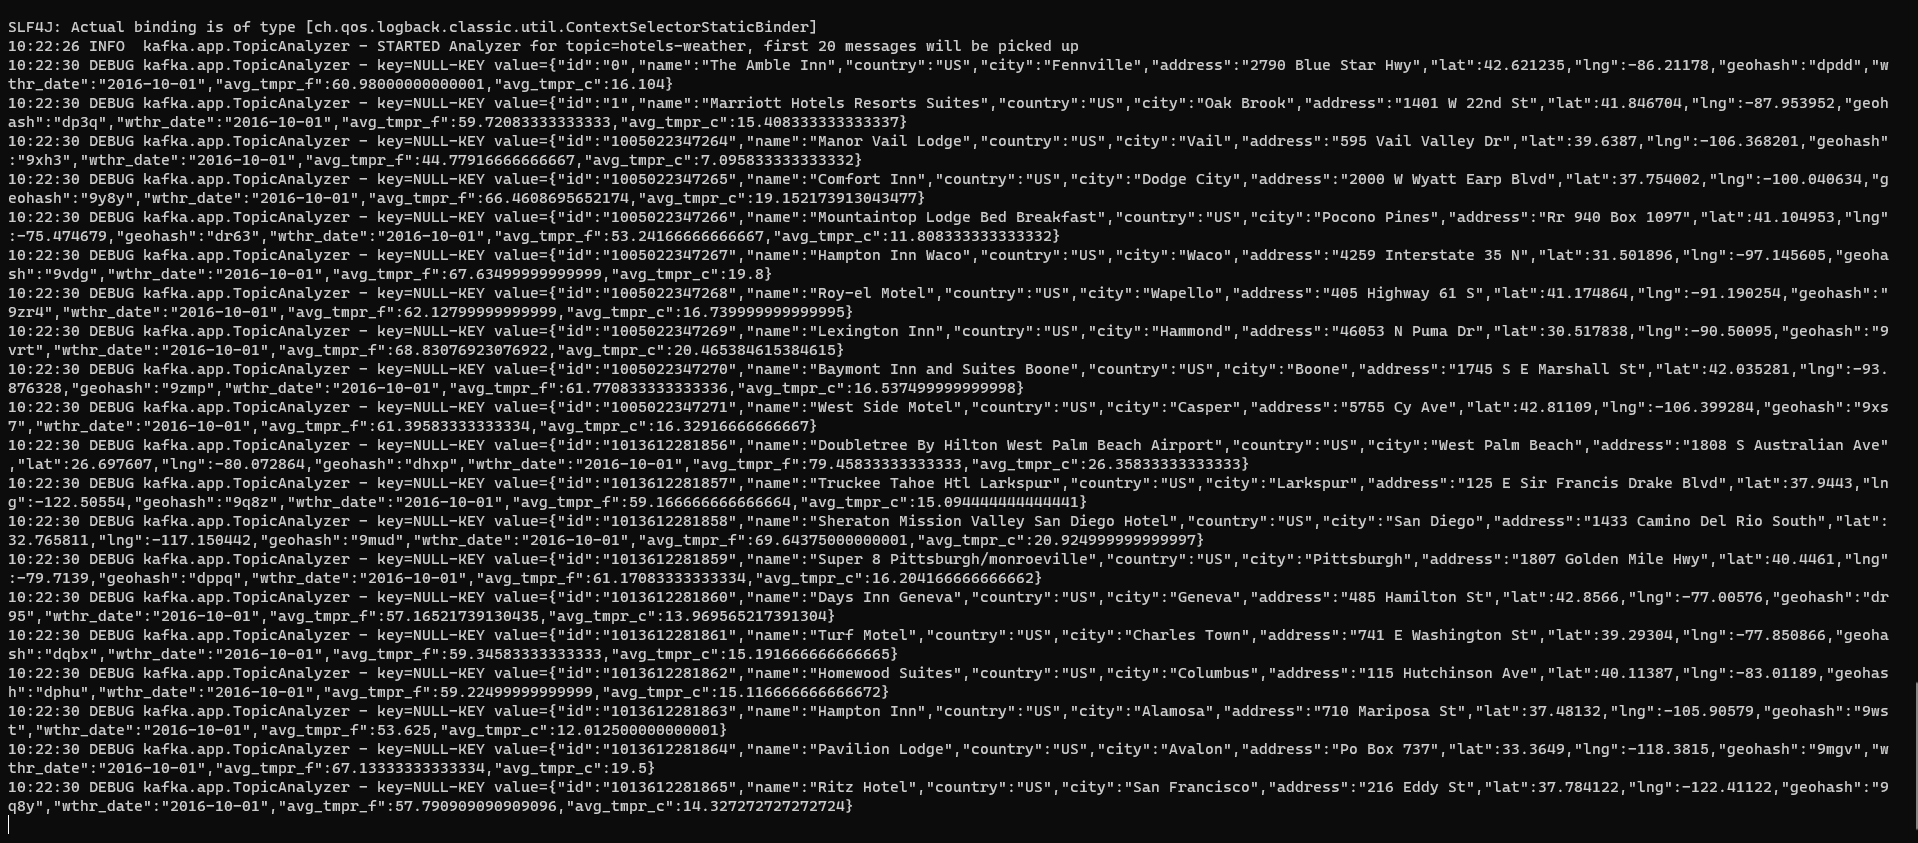 SLF4J: Actual binding is of type [ch.qos.logback.classic.util.ContextSelectorStaticBinder]
10:22:26 INFO  kafka.app.TopicAnalyzer - STARTED Analyzer for topic=hotels-weather, first 20 messages will be picked up
10:22:30 DEBUG kafka.app.TopicAnalyzer - key=NULL-KEY value={"id":"0","name":"The Amble Inn","country":"US","city":"Fennville","address":"2790 Blue Star Hwy","lat":42.621235,"lng":-86.21178,"geohash":"dpdd","w
thr_date":"2016-10-01","avg_tmpr_f":60.98000000000001,"avg_tmpr_c":16.104}
10:22:30 DEBUG kafka.app.TopicAnalyzer - key=NULL-KEY value={"id":"1","name":"Marriott Hotels Resorts Suites","country":"US","city":"Oak Brook","address":"1401 W 22nd St","lat":41.846704,"lng":-87.953952,"geoh
ash":"dp3q","wthr_date":"2016-10-01","avg_tmpr_f":59.72083333333333,"avg_tmpr_c":15.408333333333337}
10:22:30 DEBUG kafka.app.TopicAnalyzer - key=NULL-KEY value={"id":"1005022347264","name":"Manor Vail Lodge","country":"US","city":"Vail","address":"595 Vail Valley Dr","lat":39.6387,"lng":-106.368201,"geohash"
:"9xh3","wthr_date":"2016-10-01","avg_tmpr_f":44.77916666666667,"avg_tmpr_c":7.095833333333332}
10:22:30 DEBUG kafka.app.TopicAnalyzer - key=NULL-KEY value={"id":"1005022347265","name":"Comfort Inn","country":"US","city":"Dodge City","address":"2000 W Wyatt Earp Blvd","lat":37.754002,"lng":-100.040634,"g
eohash":"9y8y","wthr_date":"2016-10-01","avg_tmpr_f":66.4608695652174,"avg_tmpr_c":19.152173913043477}
10:22:30 DEBUG kafka.app.TopicAnalyzer - key=NULL-KEY value={"id":"1005022347266","name":"Mountaintop Lodge Bed Breakfast","country":"US","city":"Pocono Pines","address":"Rr 940 Box 1097","lat":41.104953,"lng"
:-75.474679,"geohash":"dr63","wthr_date":"2016-10-01","avg_tmpr_f":53.24166666666667,"avg_tmpr_c":11.808333333333332}
10:22:30 DEBUG kafka.app.TopicAnalyzer - key=NULL-KEY value={"id":"1005022347267","name":"Hampton Inn Waco","country":"US","city":"Waco","address":"4259 Interstate 35 N","lat":31.501896,"lng":-97.145605,"geoha
sh":"9vdg","wthr_date":"2016-10-01","avg_tmpr_f":67.63499999999999,"avg_tmpr_c":19.8}
10:22:30 DEBUG kafka.app.TopicAnalyzer - key=NULL-KEY value={"id":"1005022347268","name":"Roy-el Motel","country":"US","city":"Wapello","address":"405 Highway 61 S","lat":41.174864,"lng":-91.190254,"geohash":"
9zr4","wthr_date":"2016-10-01","avg_tmpr_f":62.12799999999999,"avg_tmpr_c":16.739999999999995}
10:22:30 DEBUG kafka.app.TopicAnalyzer - key=NULL-KEY value={"id":"1005022347269","name":"Lexington Inn","country":"US","city":"Hammond","address":"46053 N Puma Dr","lat":30.517838,"lng":-90.50095,"geohash":"9
vrt","wthr_date":"2016-10-01","avg_tmpr_f":68.83076923076922,"avg_tmpr_c":20.465384615384615}
10:22:30 DEBUG kafka.app.TopicAnalyzer - key=NULL-KEY value={"id":"1005022347270","name":"Baymont Inn and Suites Boone","country":"US","city":"Boone","address":"1745 S E Marshall St","lat":42.035281,"lng":-93.
876328,"geohash":"9zmp","wthr_date":"2016-10-01","avg_tmpr_f":61.770833333333336,"avg_tmpr_c":16.537499999999998}
10:22:30 DEBUG kafka.app.TopicAnalyzer - key=NULL-KEY value={"id":"1005022347271","name":"West Side Motel","country":"US","city":"Casper","address":"5755 Cy Ave","lat":42.81109,"lng":-106.399284,"geohash":"9xs
7","wthr_date":"2016-10-01","avg_tmpr_f":61.39583333333334,"avg_tmpr_c":16.32916666666667}
10:22:30 DEBUG kafka.app.TopicAnalyzer - key=NULL-KEY value={"id":"1013612281856","name":"Doubletree By Hilton West Palm Beach Airport","country":"US","city":"West Palm Beach","address":"1808 S Australian Ave"
,"lat":26.697607,"lng":-80.072864,"geohash":"dhxp","wthr_date":"2016-10-01","avg_tmpr_f":79.45833333333333,"avg_tmpr_c":26.35833333333333}
10:22:30 DEBUG kafka.app.TopicAnalyzer - key=NULL-KEY value={"id":"1013612281857","name":"Truckee Tahoe Htl Larkspur","country":"US","city":"Larkspur","address":"125 E Sir Francis Drake Blvd","lat":37.9443,"ln
g":-122.50554,"geohash":"9q8z","wthr_date":"2016-10-01","avg_tmpr_f":59.166666666666664,"avg_tmpr_c":15.094444444444441}
10:22:30 DEBUG kafka.app.TopicAnalyzer - key=NULL-KEY value={"id":"1013612281858","name":"Sheraton Mission Valley San Diego Hotel","country":"US","city":"San Diego","address":"1433 Camino Del Rio South","lat":
32.765811,"lng":-117.150442,"geohash":"9mud","wthr_date":"2016-10-01","avg_tmpr_f":69.64375000000001,"avg_tmpr_c":20.924999999999997}
10:22:30 DEBUG kafka.app.TopicAnalyzer - key=NULL-KEY value={"id":"1013612281859","name":"Super 8 Pittsburgh/monroeville","country":"US","city":"Pittsburgh","address":"1807 Golden Mile Hwy","lat":40.4461,"lng"
:-79.7139,"geohash":"dppq","wthr_date":"2016-10-01","avg_tmpr_f":61.17083333333334,"avg_tmpr_c":16.204166666666662}
10:22:30 DEBUG kafka.app.TopicAnalyzer - key=NULL-KEY value={"id":"1013612281860","name":"Days Inn Geneva","country":"US","city":"Geneva","address":"485 Hamilton St","lat":42.8566,"lng":-77.00576,"geohash":"dr
95","wthr_date":"2016-10-01","avg_tmpr_f":57.16521739130435,"avg_tmpr_c":13.969565217391304}
10:22:30 DEBUG kafka.app.TopicAnalyzer - key=NULL-KEY value={"id":"1013612281861","name":"Turf Motel","country":"US","city":"Charles Town","address":"741 E Washington St","lat":39.29304,"lng":-77.850866,"geoha
sh":"dqbx","wthr_date":"2016-10-01","avg_tmpr_f":59.34583333333333,"avg_tmpr_c":15.191666666666665}
10:22:30 DEBUG kafka.app.TopicAnalyzer - key=NULL-KEY value={"id":"1013612281862","name":"Homewood Suites","country":"US","city":"Columbus","address":"115 Hutchinson Ave","lat":40.11387,"lng":-83.01189,"geohas
h":"dphu","wthr_date":"2016-10-01","avg_tmpr_f":59.22499999999999,"avg_tmpr_c":15.116666666666672}
10:22:30 DEBUG kafka.app.TopicAnalyzer - key=NULL-KEY value={"id":"1013612281863","name":"Hampton Inn","country":"US","city":"Alamosa","address":"710 Mariposa St","lat":37.48132,"lng":-105.90579,"geohash":"9ws
t","wthr_date":"2016-10-01","avg_tmpr_f":53.625,"avg_tmpr_c":12.012500000000001}
10:22:30 DEBUG kafka.app.TopicAnalyzer - key=NULL-KEY value={"id":"1013612281864","name":"Pavilion Lodge","country":"US","city":"Avalon","address":"Po Box 737","lat":33.3649,"lng":-118.3815,"geohash":"9mgv","w
thr_date":"2016-10-01","avg_tmpr_f":67.13333333333334,"avg_tmpr_c":19.5}
10:22:30 DEBUG kafka.app.TopicAnalyzer - key=NULL-KEY value={"id":"1013612281865","name":"Ritz Hotel","country":"US","city":"San Francisco","address":"216 Eddy St","lat":37.784122,"lng":-122.41122,"geohash":"9
q8y","wthr_date":"2016-10-01","avg_tmpr_f":57.790909090909096,"avg_tmpr_c":14.327272727272724}